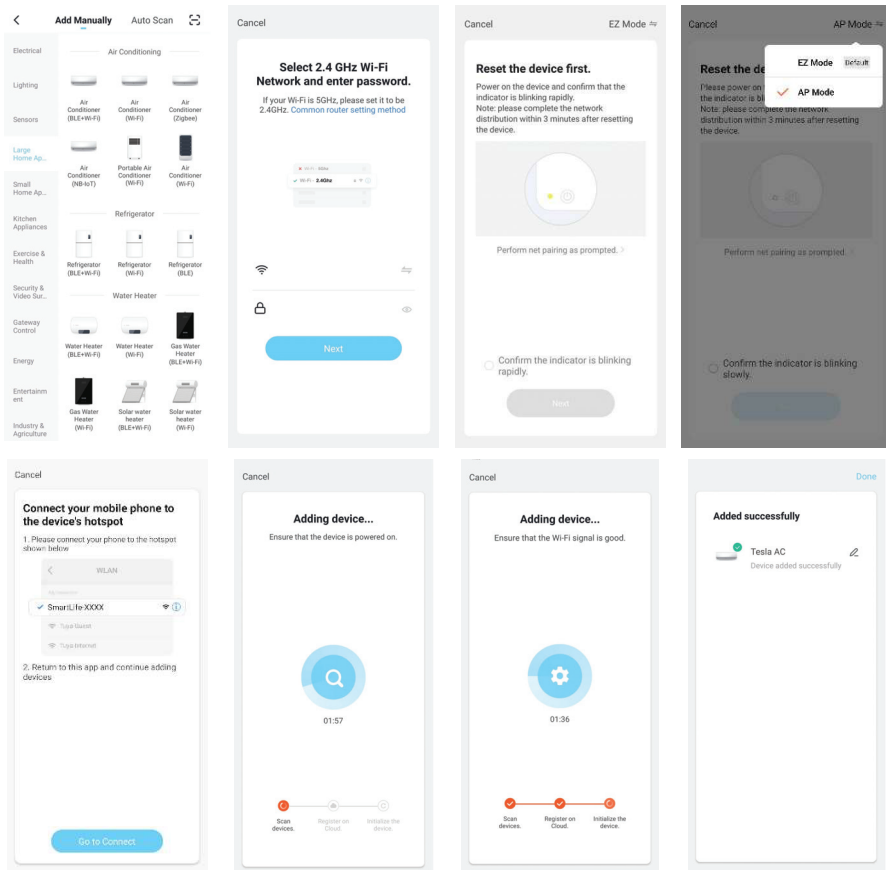 Add Manually
Auto Scan
Electrical
Lighting
Sensors
Large
Home Ap...
Small
Home Ap...
Kitchen
Appliances
Exercise &
Health
Security &
Video Sur...
Gateway
Control
Energy
Entertainm
ent
Industry &
Agriculture
Air Conditioning
Air
Conditioner
(BLE+Wi-Fi)
Air
Conditioner
(Wi-Fi)
Air
Conditioner
(Zigbee)
Air
Conditioner
(NB-IoT)
Portable Air
Conditioner
(Wi-Fi)
Air
Conditioner
(Wi-Fi)
Refrigerator
Refrigerator
(BLE+Wi-Fi)
Refrigerator
(Wi-Fi)
Refrigerator
(BLE)
Water Heater
Water Heater
(BLE+Wi-Fi)
Water Heater
(Wi-Fi)
Gas Water
Heater
(BLE+Wi-Fi)
Gas Water
Heater
(Wi-Fi)
Solar water
heater
(BLE+Wi-Fi)
Solar water
heater
(Wi-Fi)
Cancel
Select 2.4 GHz Wi-Fi
Network and enter password.
If your Wi-Fi is 5GHz, please set it to be
2.4GHz. Common router setting method
Wi-Fi - 5Ghz
Wi-Fi - 2.4Ghz
Next
Cancel
EZ Mode
Reset the device first.
Power on the device and confirm that the
indicator is blinking rapidly.
Note: please complete the network
distribution within 3 minutes after resetting
the device.
Perform net pairing as prompted. >
Confirm the indicator is blinking
rapidly.
Next
Cancel
AP Mode
EZ Mode Default
AP Mode
Reset the de
Please power on
the indicator is bli
Note: please complete the network
distribution within 3 minutes after resetting
the device.
Perform net pairing as prompted. >
Confirm the indicator is blinking
slowly.
Cancel
Connect your mobile phone to
the device's hotspot
1. Please connect your phone to the hotspot
shown below
WLAN
SmartLife-XXXX
Tuya Guest
Tuya Internet
2. Return to this app and continue adding
devices
Go to Connect
Cancel
Adding device...
Ensure that the device is powered on.
01:57
Scan
devices.
Register on
Cloud.
Initialize the
device.
Cancel
Adding device...
Ensure that the Wi-Fi signal is good.
01:36
Scan
devices.
Register on
Cloud.
Initialize the
device.
Done
Added successfully
Tesla AC
Device added successfully